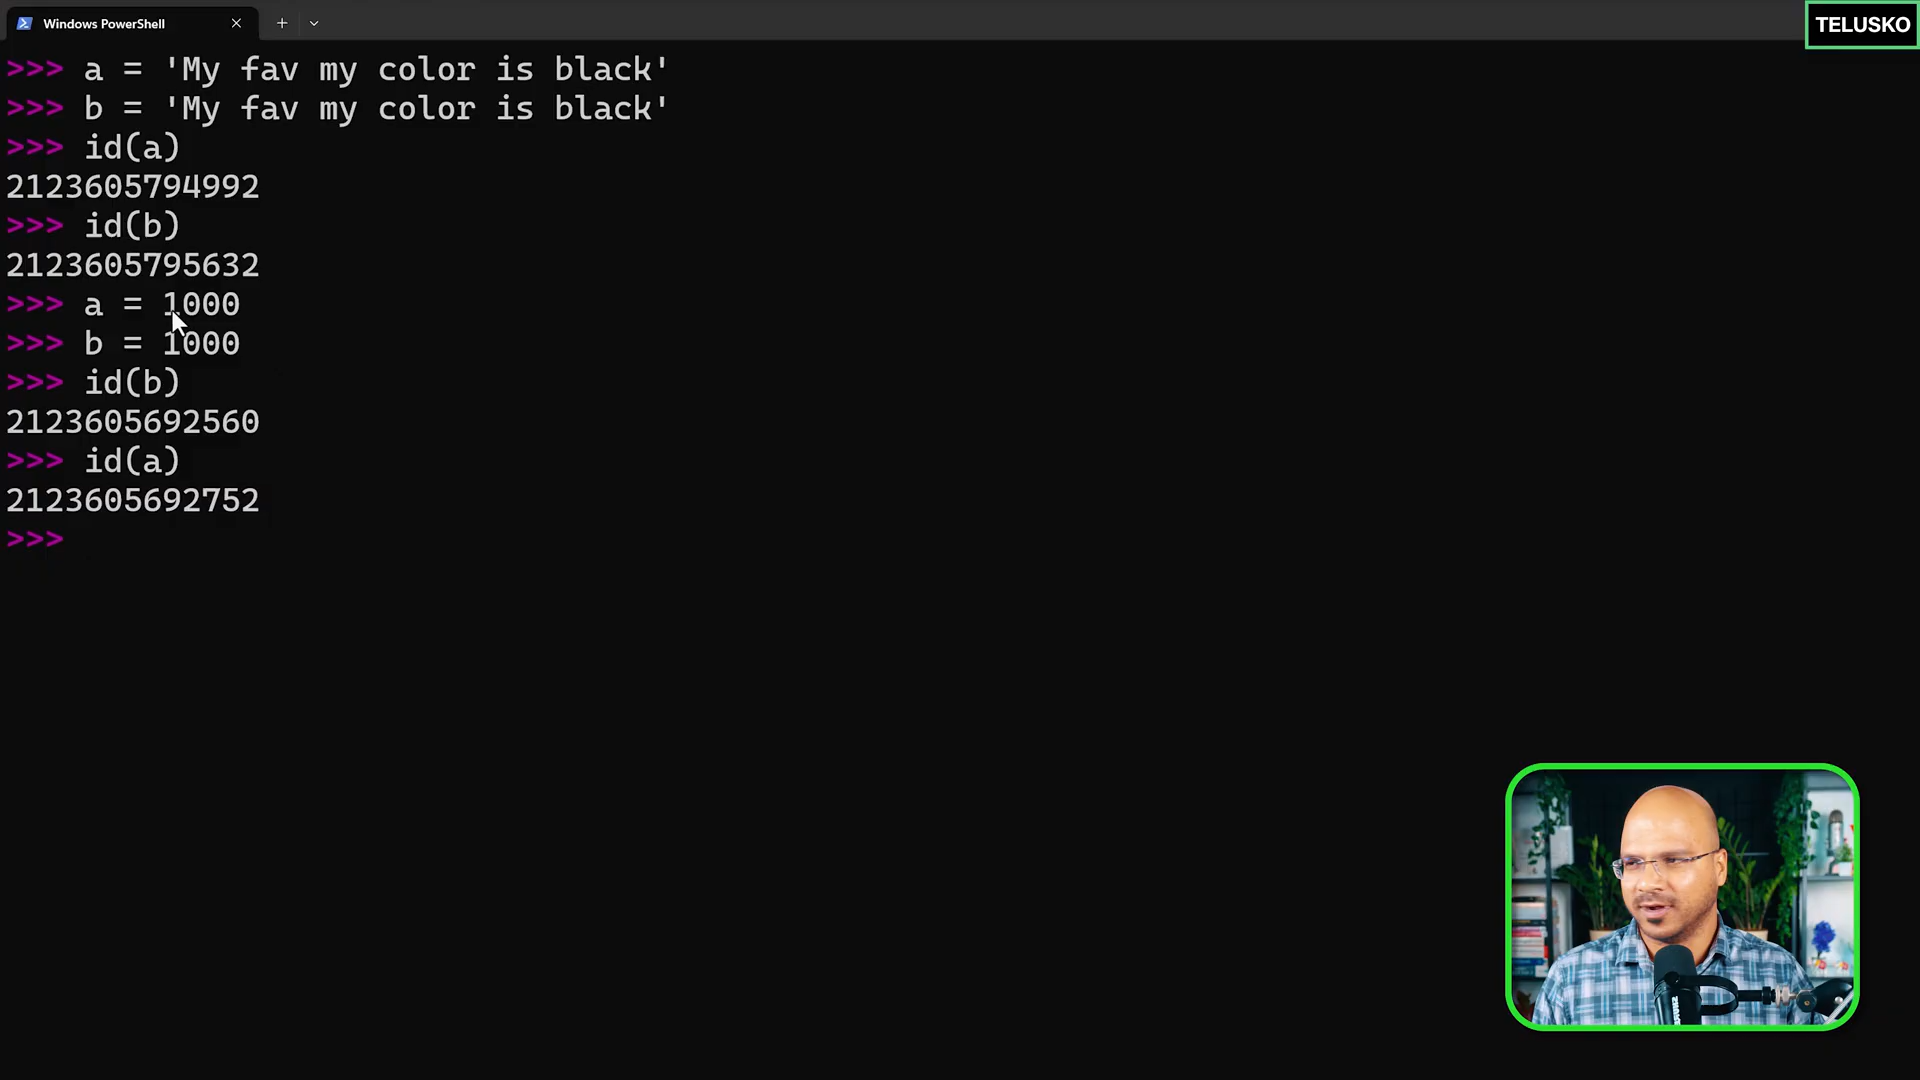 Windows PowerShell
TELUSKO
>>> a = 'My fav my color is black'
>>> b = 'My fav my color is black'
>>> id(a)
2123605794992
>>> id(b)
2123605795632
>>> a = 1000
>>> b = 1000
>>> id(b)
2123605692560
>>> id(a)
2123605692752
>>>